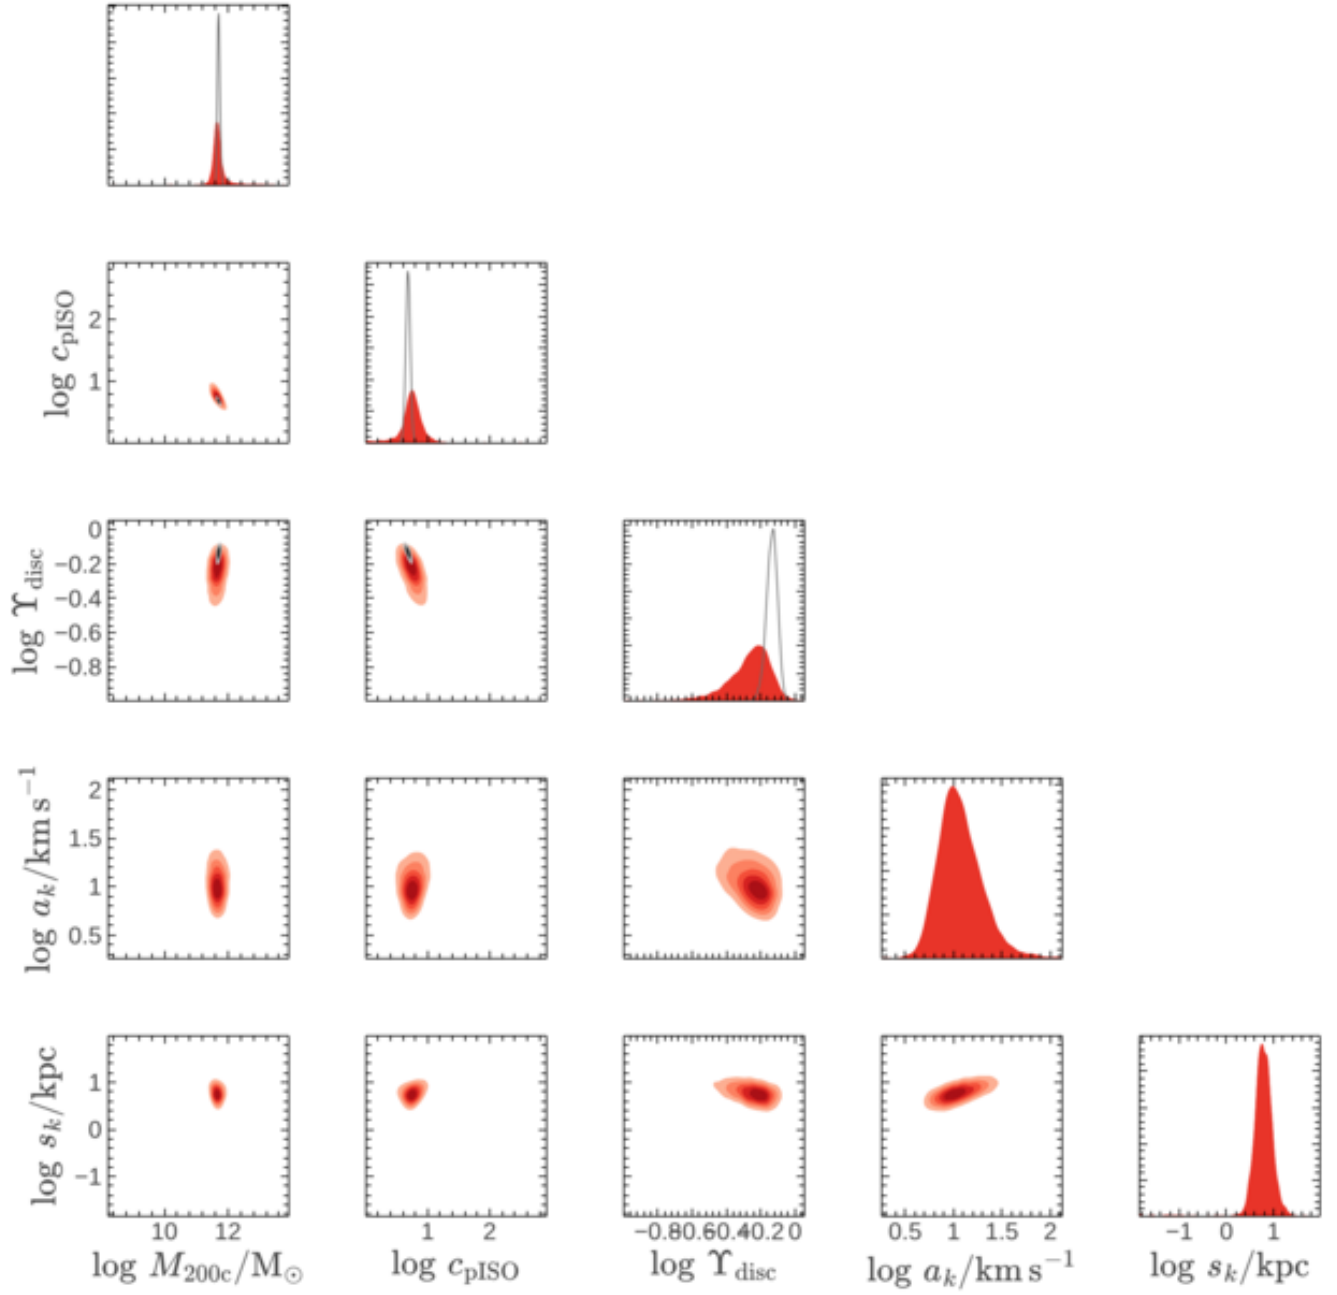 log c_pISO
2
1
log ϒ_disc
0
−0.2
−0.4
−0.6
−0.8
log a_k/km s^−1
2
1.5
1
0.5
log s_k/kpc
1
0
−1
10 12
1 2
−0.8 −0.6 −0.4 −0.2 0
0.5 1 1.5 2
−1 0 1
log M_200c/M_⊙
log c_pISO
log ϒ_disc
log a_k/km s^−1
log s_k/kpc